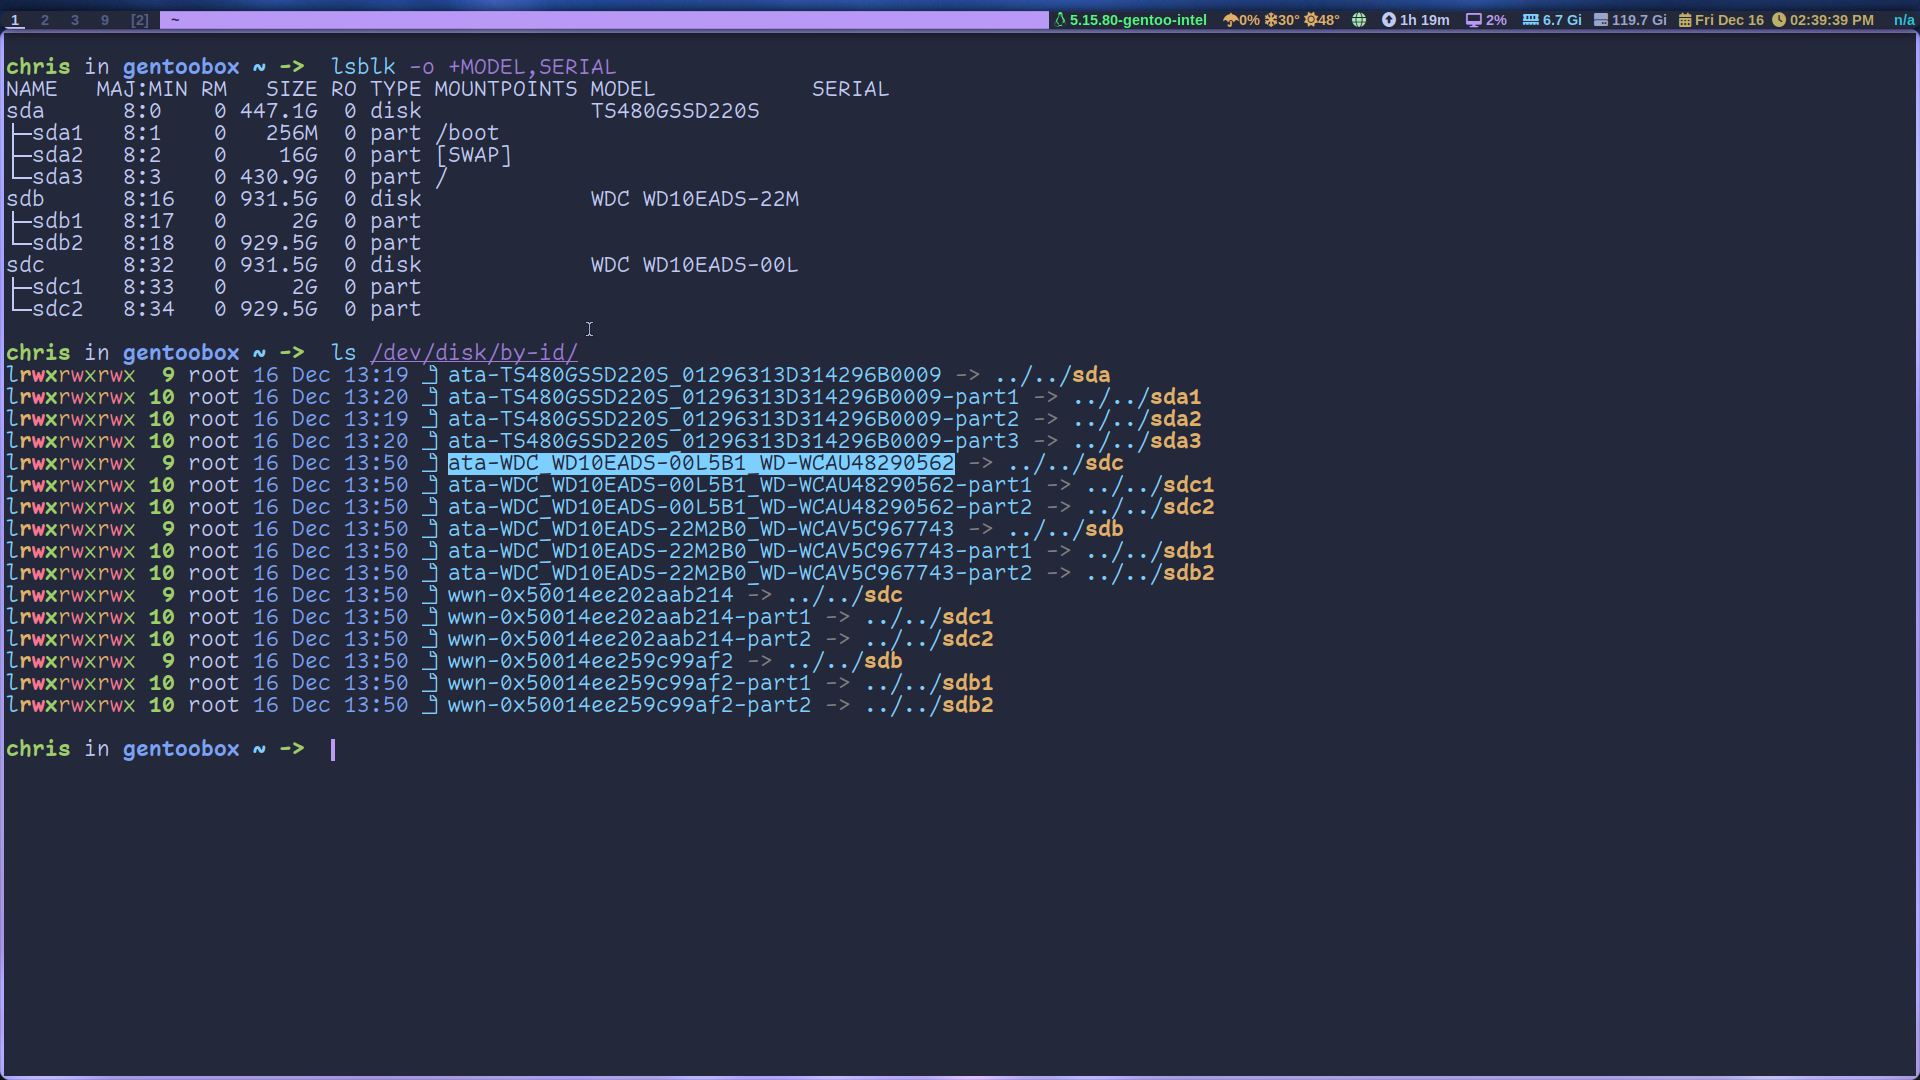 1 2 3 9 [2] ~ 5.15.80-gentoo-intel 0% 30° 48° 1h 19m 2% 6.7 Gi 119.7 Gi Fri Dec 16 02:39:39 PM n/a
chris in gentoobox ~ -> lsblk -o +MODEL,SERIAL
NAME MAJ:MIN RM SIZE RO TYPE MOUNTPOINTS MODEL SERIAL
sda 8:0 0 447.1G 0 disk TS480GSSD220S
├─sda1 8:1 0 256M 0 part /boot
├─sda2 8:2 0 16G 0 part [SWAP]
└─sda3 8:3 0 430.9G 0 part /
sdb 8:16 0 931.5G 0 disk WDC WD10EADS-22M
├─sdb1 8:17 0 2G 0 part
└─sdb2 8:18 0 929.5G 0 part
sdc 8:32 0 931.5G 0 disk WDC WD10EADS-00L
├─sdc1 8:33 0 2G 0 part
└─sdc2 8:34 0 929.5G 0 part
chris in gentoobox ~ -> ls /dev/disk/by-id/
lrwxrwxrwx 9 root 16 Dec 13:19 ata-TS480GSSD220S_01296313D314296B0009 -> ../../sda
lrwxrwxrwx 10 root 16 Dec 13:20 ata-TS480GSSD220S_01296313D314296B0009-part1 -> ../../sda1
lrwxrwxrwx 10 root 16 Dec 13:19 ata-TS480GSSD220S_01296313D314296B0009-part2 -> ../../sda2
lrwxrwxrwx 10 root 16 Dec 13:20 ata-TS480GSSD220S_01296313D314296B0009-part3 -> ../../sda3
lrwxrwxrwx 9 root 16 Dec 13:50 ata-WDC_WD10EADS-00L5B1_WD-WCAU48290562 -> ../../sdc
lrwxrwxrwx 10 root 16 Dec 13:50 ata-WDC_WD10EADS-00L5B1_WD-WCAU48290562-part1 -> ../../sdc1
lrwxrwxrwx 10 root 16 Dec 13:50 ata-WDC_WD10EADS-00L5B1_WD-WCAU48290562-part2 -> ../../sdc2
lrwxrwxrwx 9 root 16 Dec 13:50 ata-WDC_WD10EADS-22M2B0_WD-WCAV5C967743 -> ../../sdb
lrwxrwxrwx 10 root 16 Dec 13:50 ata-WDC_WD10EADS-22M2B0_WD-WCAV5C967743-part1 -> ../../sdb1
lrwxrwxrwx 10 root 16 Dec 13:50 ata-WDC_WD10EADS-22M2B0_WD-WCAV5C967743-part2 -> ../../sdb2
lrwxrwxrwx 9 root 16 Dec 13:50 wwn-0x50014ee202aab214 -> ../../sdc
lrwxrwxrwx 10 root 16 Dec 13:50 wwn-0x50014ee202aab214-part1 -> ../../sdc1
lrwxrwxrwx 10 root 16 Dec 13:50 wwn-0x50014ee202aab214-part2 -> ../../sdc2
lrwxrwxrwx 9 root 16 Dec 13:50 wwn-0x50014ee259c99af2 -> ../../sdb
lrwxrwxrwx 10 root 16 Dec 13:50 wwn-0x50014ee259c99af2-part1 -> ../../sdb1
lrwxrwxrwx 10 root 16 Dec 13:50 wwn-0x50014ee259c99af2-part2 -> ../../sdb2
chris in gentoobox ~ ->